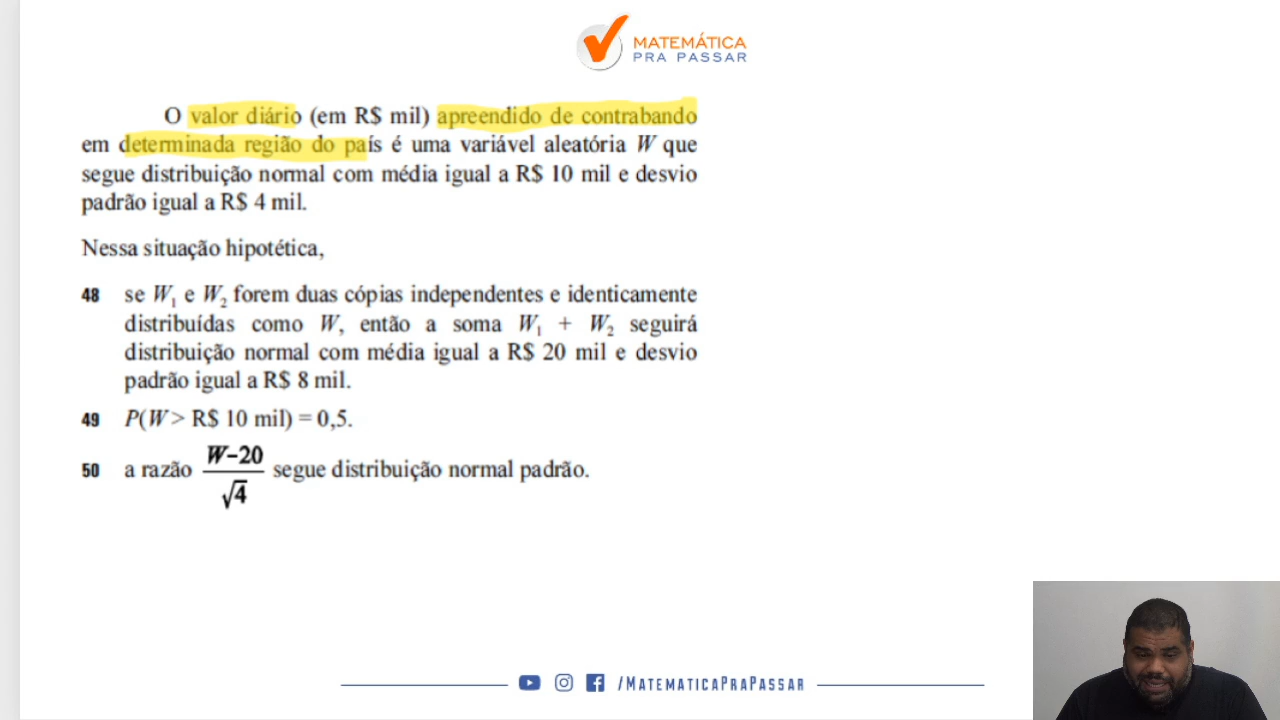 MATEMÁTICA
PRA PASSAR
O valor diário (em R$ mil) apreendido de contrabando
em determinada região do país é uma variável aleatória W que
segue distribuição normal com média igual a R$ 10 mil e desvio
padrão igual a R$ 4 mil.
Nessa situação hipotética,
48 se W₁ e W₂ forem duas cópias independentes e identicamente
distribuídas como W, então a soma W₁ + W₂ seguirá
distribuição normal com média igual a R$ 20 mil e desvio
padrão igual a R$ 8 mil.
49 P(W > R$ 10 mil) = 0,5.
50 a razão (W–20)/√4 segue distribuição normal padrão.
/MATEMATICAPRAPASSAR